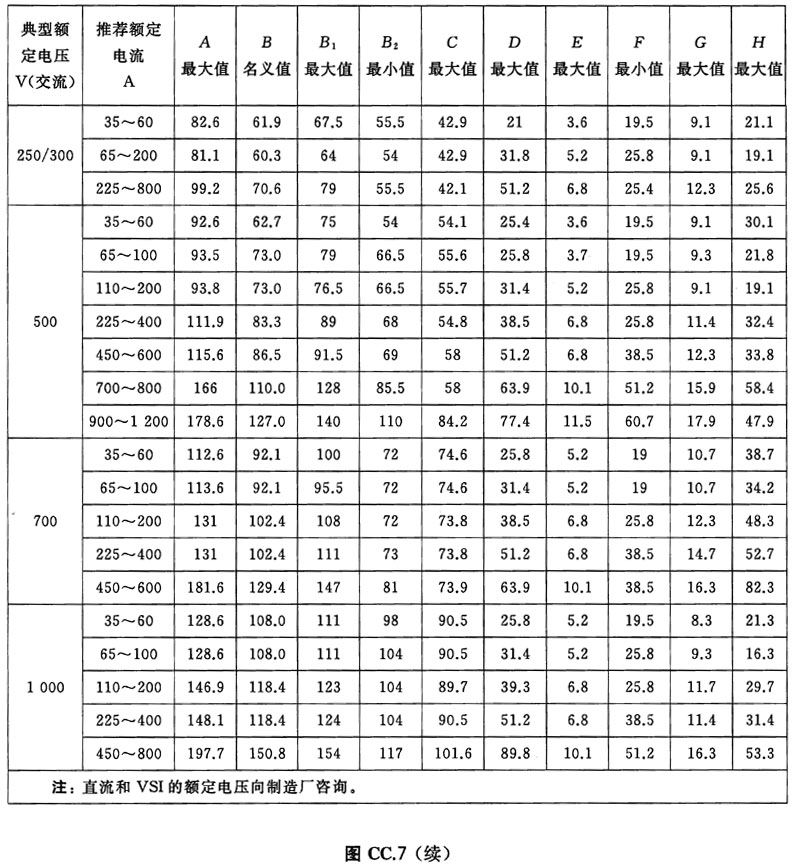 典型额定电压 V(交流) 推荐额定电流 A A 最大值 B 名义值 B₁ 最大值 B₂ 最小值 C 最大值 D 最大值 E 最大值 F 最小值 G 最大值 H 最大值
250/300 35～60 82.6 61.9 67.5 55.5 42.9 21 3.6 19.5 9.1 21.1
65～200 81.1 60.3 64 54 42.9 31.8 5.2 25.8 9.1 19.1
225～800 99.2 70.6 79 55.5 42.1 51.2 6.8 25.4 12.3 25.6
500 35～60 92.6 62.7 75 54 54.1 25.4 3.6 19.5 9.1 30.1
65～100 93.5 73.0 79 66.5 55.6 25.8 3.7 19.5 9.3 21.8
110～200 93.8 73.0 76.5 66.5 55.7 31.4 5.2 25.8 9.1 19.1
225～400 111.9 83.3 89 68 54.8 38.5 6.8 25.8 11.4 32.4
450～600 115.6 86.5 91.5 69 58 51.2 6.8 38.5 12.3 33.8
700～800 166 110.0 128 85.5 58 63.9 10.1 51.2 15.9 58.4
900～1 200 178.6 127.0 140 110 84.2 77.4 11.5 60.7 17.9 47.9
700 35～60 112.6 92.1 100 72 74.6 25.8 5.2 19 10.7 38.7
65～100 113.6 92.1 95.5 72 74.6 31.4 5.2 19 10.7 34.2
110～200 131 102.4 108 72 73.8 38.5 6.8 25.8 12.3 48.3
225～400 131 102.4 111 73 73.8 51.2 6.8 38.5 14.7 52.7
450～600 181.6 129.4 147 81 73.9 63.9 10.1 38.5 16.3 82.3
1 000 35～60 128.6 108.0 111 98 90.5 25.8 5.2 19.5 8.3 21.3
65～100 128.6 108.0 111 104 90.5 31.4 5.2 25.8 9.3 16.3
110～200 146.9 118.4 123 104 89.7 39.3 6.8 25.8 11.7 29.7
225～400 148.1 118.4 124 104 90.5 51.2 6.8 38.5 11.4 31.4
450～800 197.7 150.8 154 117 101.6 89.8 10.1 51.2 16.3 53.3
注：直流和 VSI 的额定电压向制造厂咨询。
图 CC.7（续）